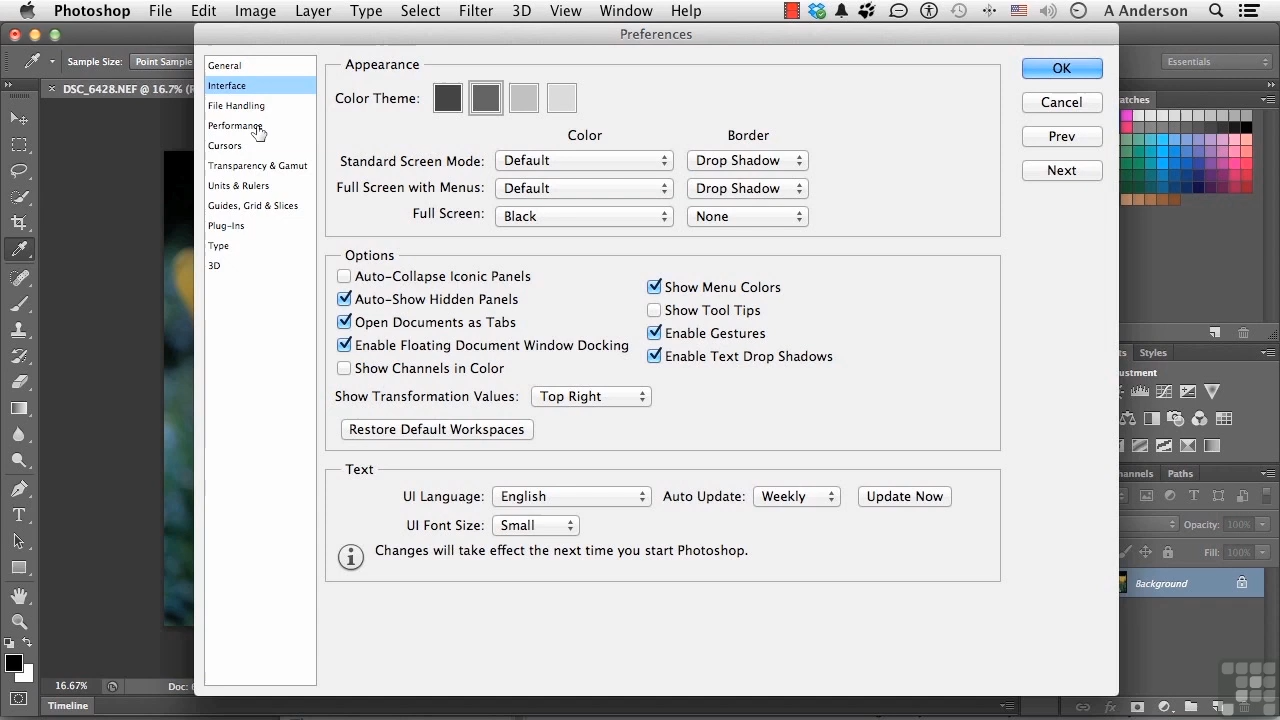 Photoshop File Edit Image Layer Type Select Filter 3D View Window Help A Anderson
Preferences
Sample Size: Point Sample
Essentials
DSC_6428.NEF @ 16.7% (R
General
Interface
File Handling
Performance
Cursors
Transparency & Gamut
Units & Rulers
Guides, Grid & Slices
Plug-Ins
Type
3D
Appearance
Color Theme:
Color Border
Standard Screen Mode: Default Drop Shadow
Full Screen with Menus: Default Drop Shadow
Full Screen: Black None
Options
Auto-Collapse Iconic Panels
Auto-Show Hidden Panels
Open Documents as Tabs
Enable Floating Document Window Docking
Show Channels in Color
Show Menu Colors
Show Tool Tips
Enable Gestures
Enable Text Drop Shadows
Show Transformation Values: Top Right
Restore Default Workspaces
Text
UI Language: English Auto Update: Weekly Update Now
UI Font Size: Small
Changes will take effect the next time you start Photoshop.
OK
Cancel
Prev
Next
atches
ts Styles
djustment
hannels Paths
Opacity: 100%
Fill: 100%
Background
16.67% Doc: 6
Timeline